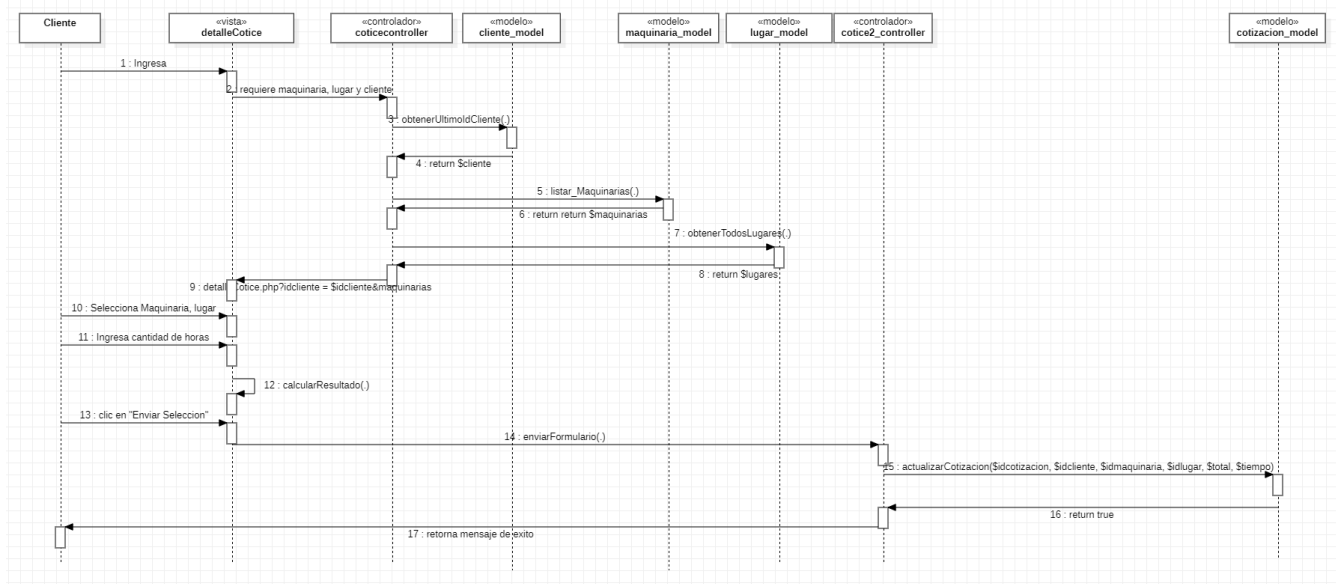 Cliente
«vista»
detalleCotice
«controlador»
coticecontroller
«modelo»
cliente_model
«modelo»
maquinaria_model
«modelo»
lugar_model
«controlador»
cotice2_controller
«modelo»
cotizacion_model
1 : Ingresa
2 : requiere maquinaria, lugar y cliente
3 : obtenerUltimoIdCliente(.)
4 : return $cliente
5 : listar_Maquinarias(.)
6 : return return $maquinarias
7 : obtenerTodosLugares(.)
8 : return $lugares
9 : detalleCotice.php?idcliente = $idcliente&maquinarias
10 : Selecciona Maquinaria, lugar
11 : Ingresa cantidad de horas
12 : calcularResultado(.)
13 : clic en "Enviar Seleccion"
14 : enviarFormulario(.)
15 : actualizarCotizacion($idcotizacion, $idcliente, $idmaquinaria, $idlugar, $total, $tiempo)
16 : return true
17 : retorna mensaje de exito